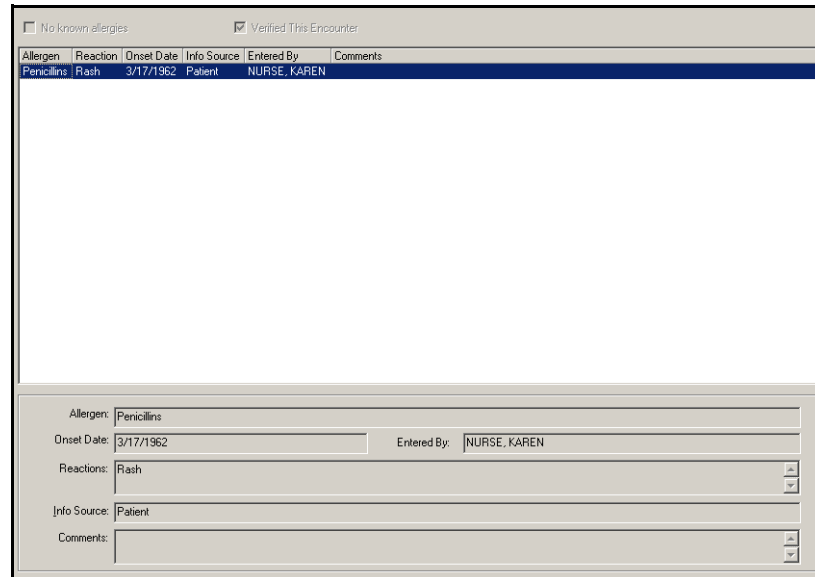 No known allergies Verified This Encounter
Allergen Reaction Onset Date Info Source Entered By Comments
Penicillins Rash 3/17/1962 Patient NURSE, KAREN
Allergen: Penicillins
Onset Date: 3/17/1962 Entered By: NURSE, KAREN
Reactions: Rash
Info Source: Patient
Comments: